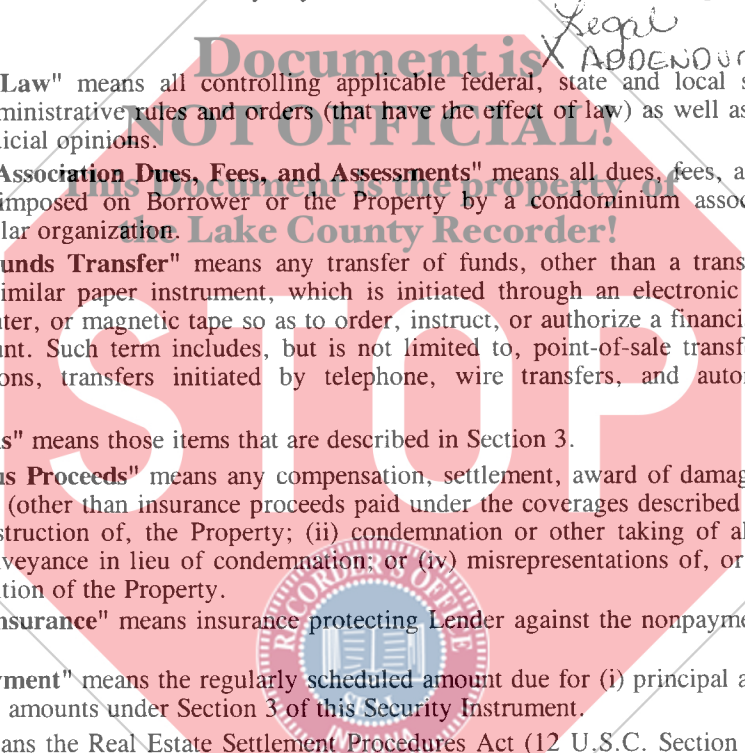 Legal
X ADDENDUM
Document is
Law" means all controlling applicable federal, state and local s
ministrative rules and orders (that have the effect of law) as well as
NOT OFFICIAL!
icial opinions.
Association Dues, Fees, and Assessments" means all dues, fees, a
This Document is the property of
imposed on Borrower or the Property by a condominium assoc
lar organization.
the Lake County Recorder!
unds Transfer" means any transfer of funds, other than a trans
similar paper instrument, which is initiated through an electronic
ter, or magnetic tape so as to order, instruct, or authorize a financi
nt. Such term includes, but is not limited to, point-of-sale transf
ons, transfers initiated by telephone, wire transfers, and autor
STOP
s" means those items that are described in Section 3.
us Proceeds" means any compensation, settlement, award of damag
(other than insurance proceeds paid under the coverages described
struction of, the Property; (ii) condemnation or other taking of al
veyance in lieu of condemnation; or (iv) misrepresentations of, or
tion of the Property.
RECORDER'S OFFICE
nsurance" means insurance protecting Lender against the nonpayme
yment" means the regularly scheduled amount due for (i) principal a
amounts under Section 3 of this Security Instrument.
SEAL
INDIANA
ans the Real Estate Settlement Procedures Act (12 U.S.C. Section